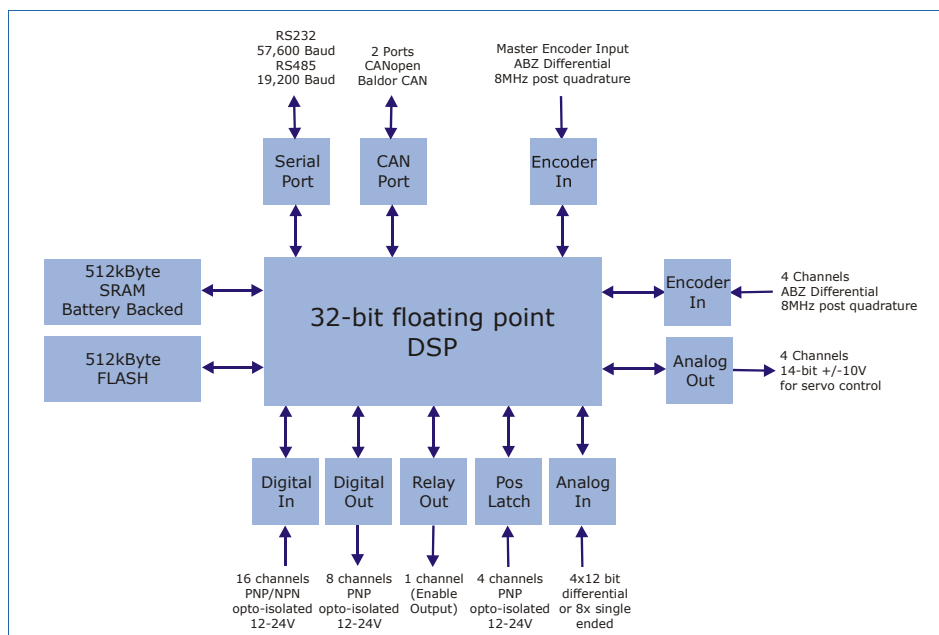 RS232
57,600 Baud
RS485
19,200 Baud
2 Ports
CANopen
Baldor CAN
Master Encoder Input
ABZ Differential
8MHz post quadrature
Serial
Port
CAN
Port
Encoder
In
512kByte
SRAM
Battery Backed
512kByte
FLASH
32-bit floating point
DSP
Encoder
In
4 Channels
ABZ Differential
8MHz post quadrature
Analog
Out
4 Channels
14-bit +/-10V
for servo control
Digital
In
Digital
Out
Relay
Out
Pos
Latch
Analog
In
16 channels
PNP/NPN
opto-isolated
12-24V
8 channels
PNP
opto-isolated
12-24V
1 channel
(Enable
Output)
4 channels
PNP
opto-isolated
12-24V
4x12 bit
differential
or 8x single
ended